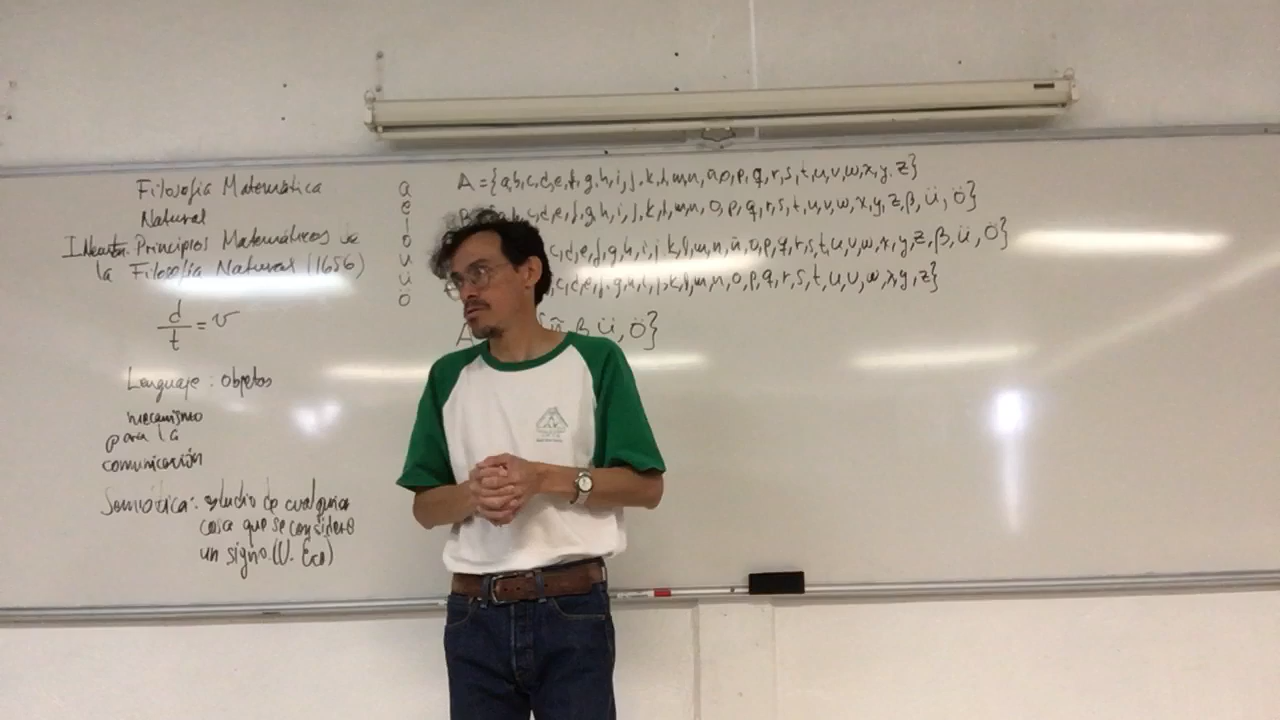 Filosofía Matemática
Natural
I. Newton. Principios Matemáticos de
la Filosofía Natural (1656)
d
t
= v
Lenguaje : objetos
mecanismo
para la
comunicación
Semiótica: estudio de cualquier
cosa que se considere
un signo. (U. Eco)
a
e
i
o
u
ü
ö
A = {a,b,c,d,e,f,g,h,i,j,k,l,m,n,ñ,o,p,q,r,s,t,u,v,w,x,y,z}
c,d,e,f,g,h,i,j,k,l,m,n,o,p,q,r,s,t,u,v,w,x,y,z,β,ü,ö}
c,d,e,f,g,h,i,j,k,l,m,n,ñ,o,p,q,r,s,t,u,v,w,x,y,z,β,ü,ö}
c,d,e,f,g,h,i,j,k,l,m,n,o,p,q,r,s,t,u,v,w,x,y,z}
A {ñ, β, ü, ö}